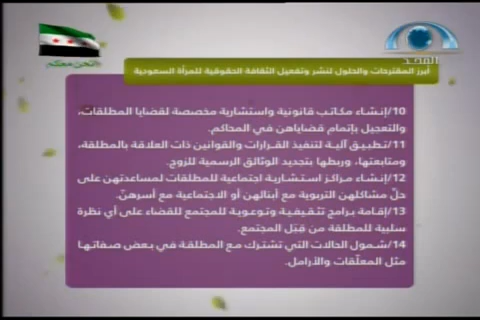 نحن معكم
المجد
أبرز المقترحات والحلول لنشر وتفعيل الثقافة الحقوقية للمرأة السعودية
10/إنشاء مكاتب قانونية واستشارية مخصصة لقضايا المطلقات،
والتعجيل بإتمام قضاياهن في المحاكم.
11/تطبيق آلية لتنفيذ القرارات والقوانين ذات العلاقة بالمطلقة،
ومتابعتها، وربطها بتجديد الوثائق الرسمية للزوج.
12/إنشاء مراكز استشارية اجتماعية للمطلقات لمساعدتهن على
حلّ مشاكلهن التربوية مع أبنائهن أو الاجتماعية مع أسرهنّ.
13/إقامة برامج تثقيفية وتوعوية للمجتمع للقضاء على أي نظرة
سلبية للمطلقة من قِبَل المجتمع.
14/شمول الحالات التي تشترك مع المطلقة في بعض صفاتها
مثل المعلّقات والأرامل.